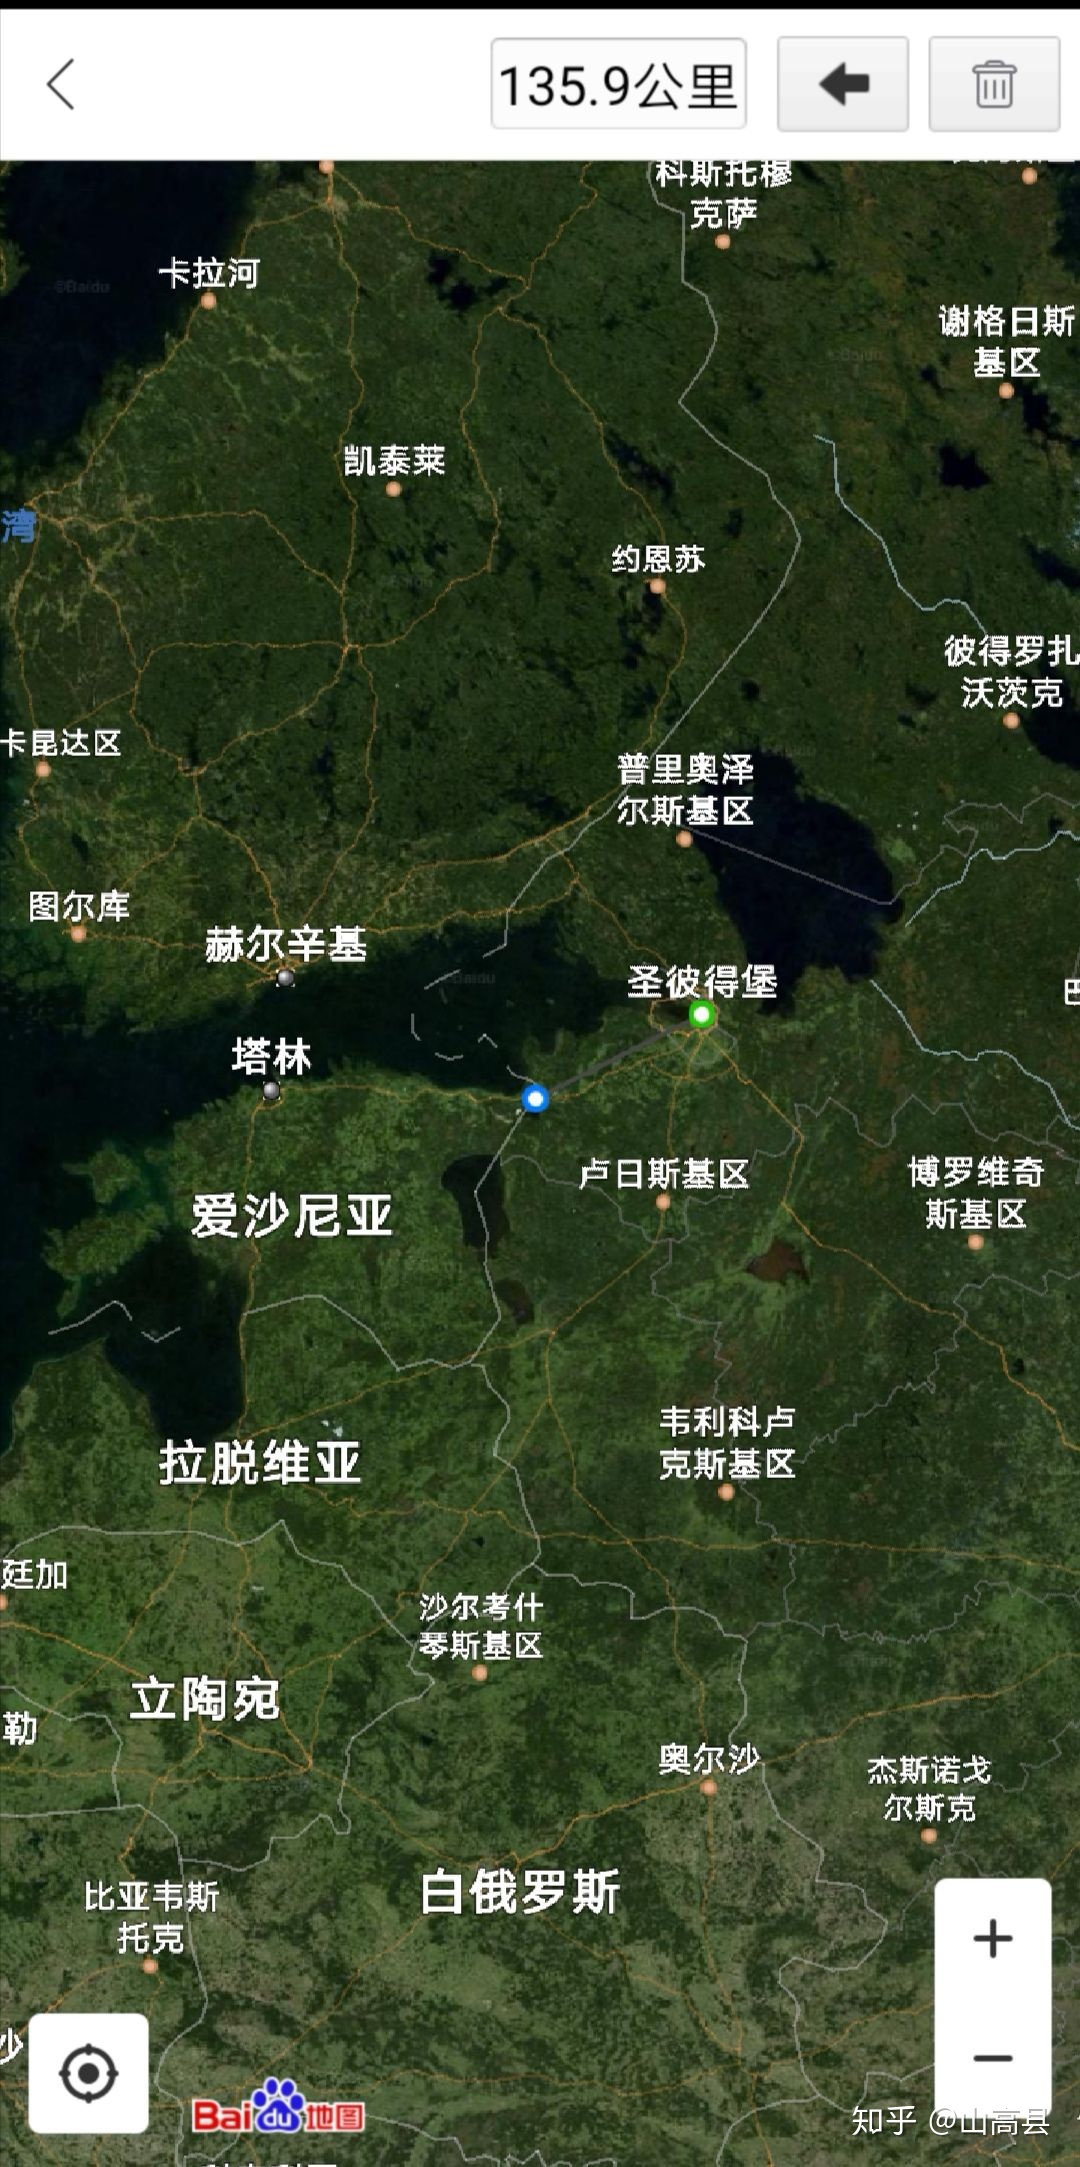 135.9公里
科斯托穆
克萨
卡拉河
©Baidu
谢格日斯
基区
©Baidu
凯泰莱
湾
约恩苏
彼得罗扎
沃茨克
卡昆达区
普里奥泽
尔斯基区
图尔库
赫尔辛基
©Baidu
圣彼得堡
塔林
卢日斯基区
博罗维奇
斯基区
爱沙尼亚
韦利科卢
克斯基区
拉脱维亚
廷加
沙尔考什
琴斯基区
立陶宛
勒
奥尔沙
杰斯诺戈
尔斯克
白俄罗斯
比亚韦斯
托克
沙
Bai du 地图
知乎 @山高县